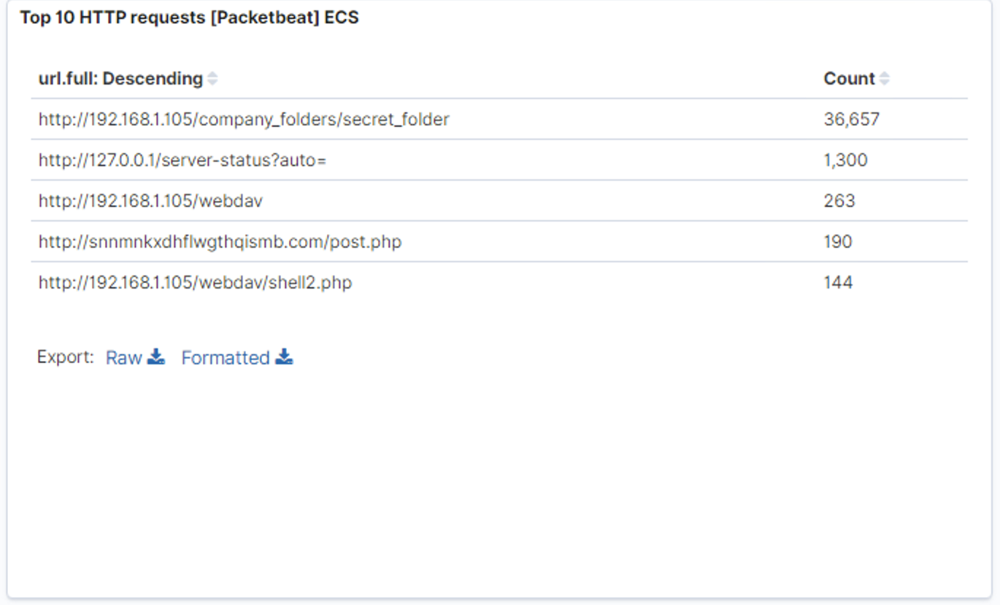 Top 10 HTTP requests [Packetbeat] ECS
url.full: Descending Count
http://192.168.1.105/company_folders/secret_folder 36,657
http://127.0.0.1/server-status?auto= 1,300
http://192.168.1.105/webdav 263
http://snnmnkxdhflwgthqismb.com/post.php 190
http://192.168.1.105/webdav/shell2.php 144
Export: Raw Formatted